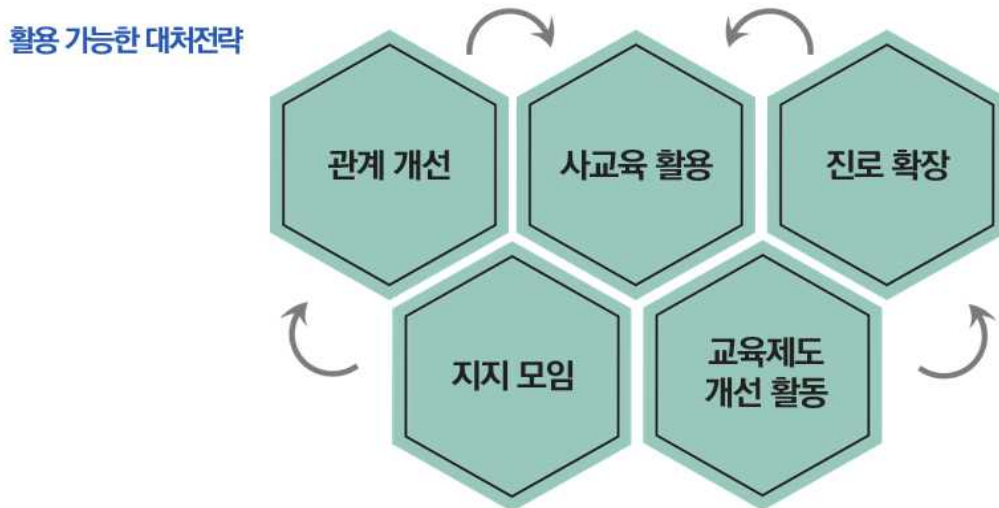 활용 가능한 대처전략
관계 개선
사교육 활용
진로 확장
지지 모임
교육제도
개선 활동